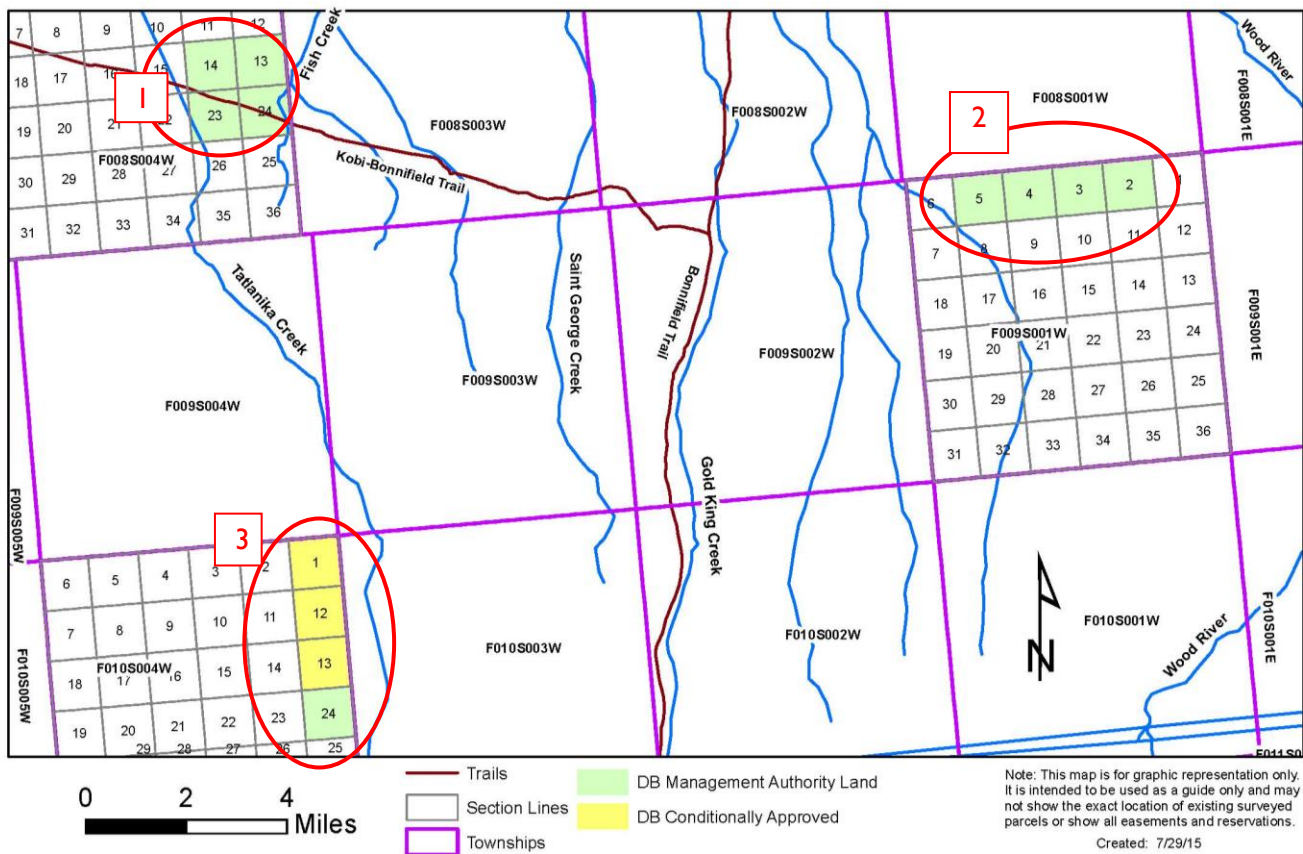 7 8 9 10 11 12
18 17 16 15 14 13
19 20 21 22 23 24
30 29 28 27 26 25
31 32 33 34 35 36
F008S004W
1
Fish Creek
F008S003W
Kobi-Bonnifield Trail
F008S002W
F008S001W
2
Wood River
F008S001E
6 5 4 3 2 1
7 8 9 10 11 12
18 17 16 15 14 13
19 20 21 22 23 24
30 29 28 27 26 25
31 32 33 34 35 36
F009S001W
F009S001E
Tatlanika Creek
Saint George Creek
Bonnifield Trail
F009S002W
F009S003W
F009S004W
Gold King Creek
F009S005W
3
6 5 4 3 2 1
7 8 9 10 11 12
18 17 16 15 14 13
19 20 21 22 23 24
29 28 27 26 25
F010S004W
F010S005W
F010S003W
F010S002W
F010S001W
F010S001E
Wood River
N
F011S0
0 2 4
Miles
Trails
Section Lines
Townships
DB Management Authority Land
DB Conditionally Approved
Note: This map is for graphic representation only.
It is intended to be used as a guide only and may
not show the exact location of existing surveyed
parcels or show all easements and reservations.
Created: 7/29/15